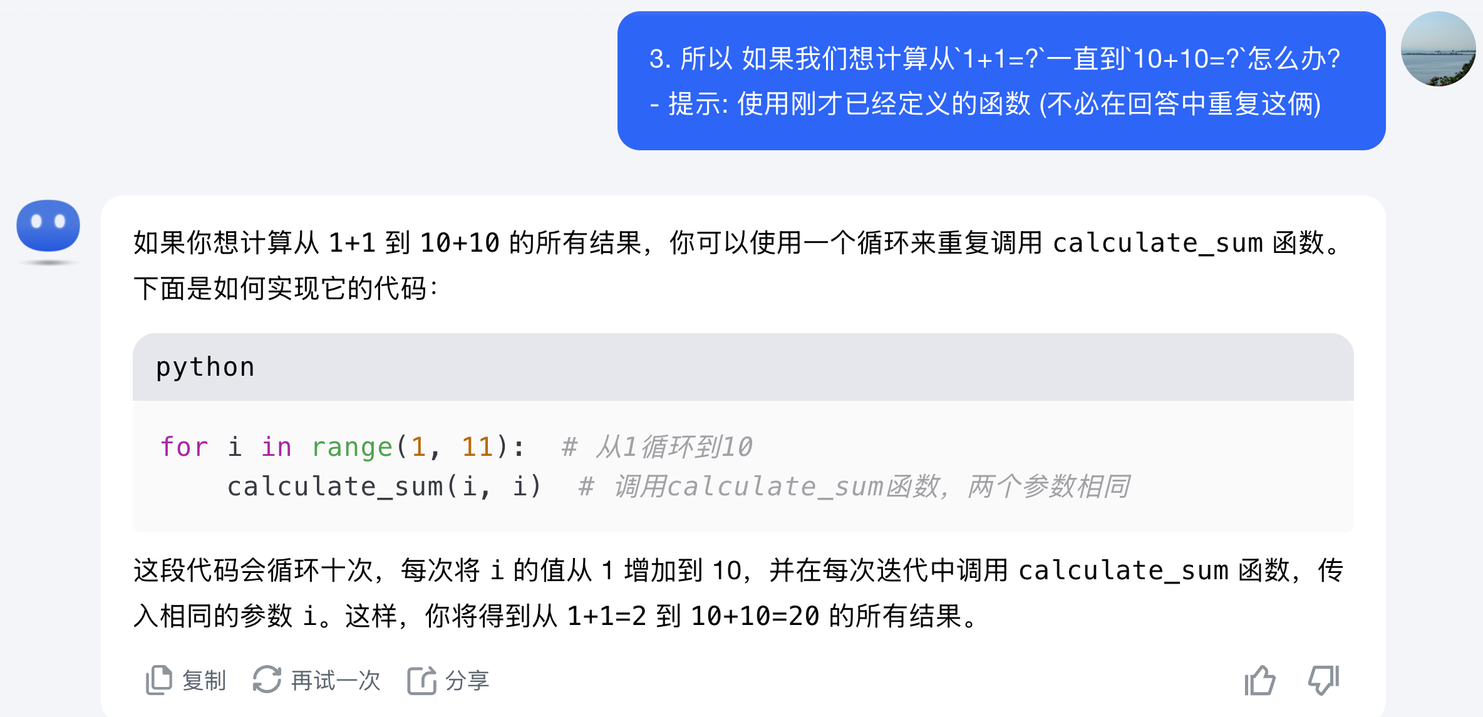 3. 所以 如果我们想计算从`1+1=?`一直到`10+10=?`怎么办?
- 提示: 使用刚才已经定义的函数 (不必在回答中重复这俩)
如果你想计算从 1+1 到 10+10 的所有结果，你可以使用一个循环来重复调用 calculate_sum 函数。
下面是如何实现它的代码：
python
for i in range(1, 11):  # 从1循环到10
    calculate_sum(i, i)  # 调用calculate_sum函数，两个参数相同
这段代码会循环十次，每次将 i 的值从 1 增加到 10，并在每次迭代中调用 calculate_sum 函数，传
入相同的参数 i。这样，你将得到从 1+1=2 到 10+10=20 的所有结果。
复制 再试一次 分享